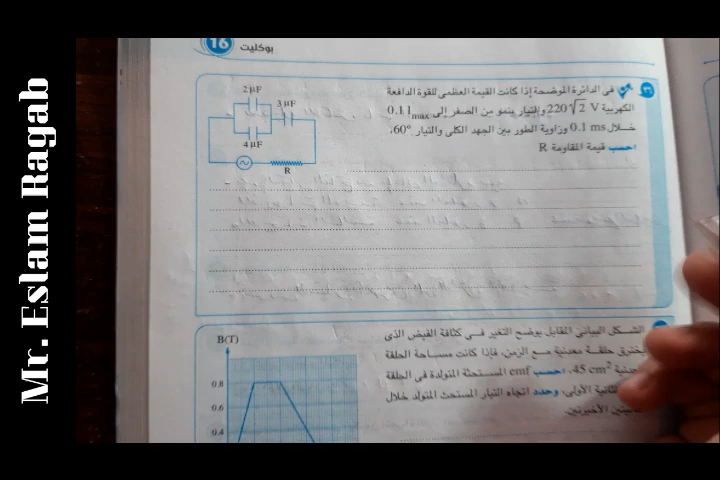 Mr. Eslam Ragab
16 بوكليت
٢٦ في الدائرة الموضحة إذا كانت القيمة العظمى للقوة الدافعة
الكهربية 220√2 V والتيار ينمو من الصفر إلى 0.1 I max
خلال 0.1 ms وزاوية الطور بين الجهد الكلي والتيار 60°،
احسب قيمة المقاومة R
2 μF
3 μF
4 μF
R
الشكل البياني المقابل يوضح التغير في كثافة الفيض الذي
يخترق حلقة معدنية مع الزمن، فإذا كانت مساحة الحلقة
المعدنية 45 cm²، احسب emf المستحثة المتولدة في الحلقة
الثانية الأولى، وحدد اتجاه التيار المستحث المتولد خلال
الأخيرتين.
B(T)
0.8
0.6
0.4